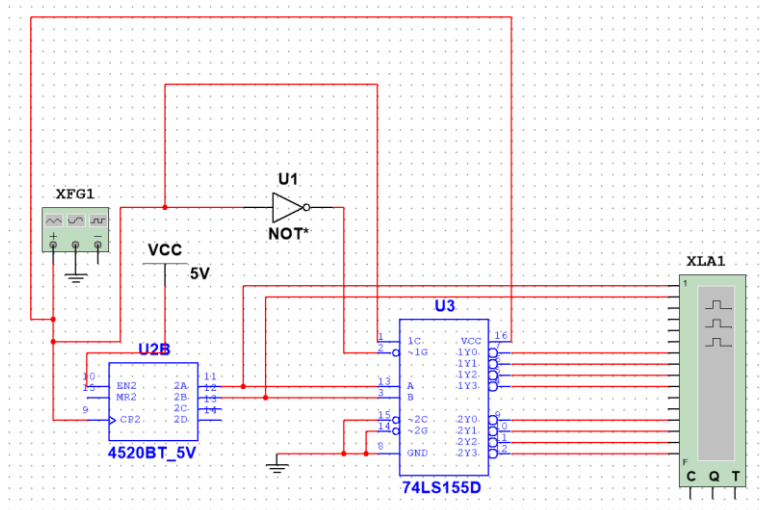 XFG1
+
−
U1
NOT*
VCC
5V
XLA1
1
F
C Q T
U3
1 1C
2 ~1G
13 A
3 B
15 ~2C
14 ~2G
8 GND
VCC 16
1Y0
1Y1
1Y2
1Y3
2Y0 9
2Y1
2Y2
2Y3
74LS155D
U2B
10 EN2
15 MR2
9 CP2
2A 11
2B 12
2C 13
2D 14
4520BT_5V